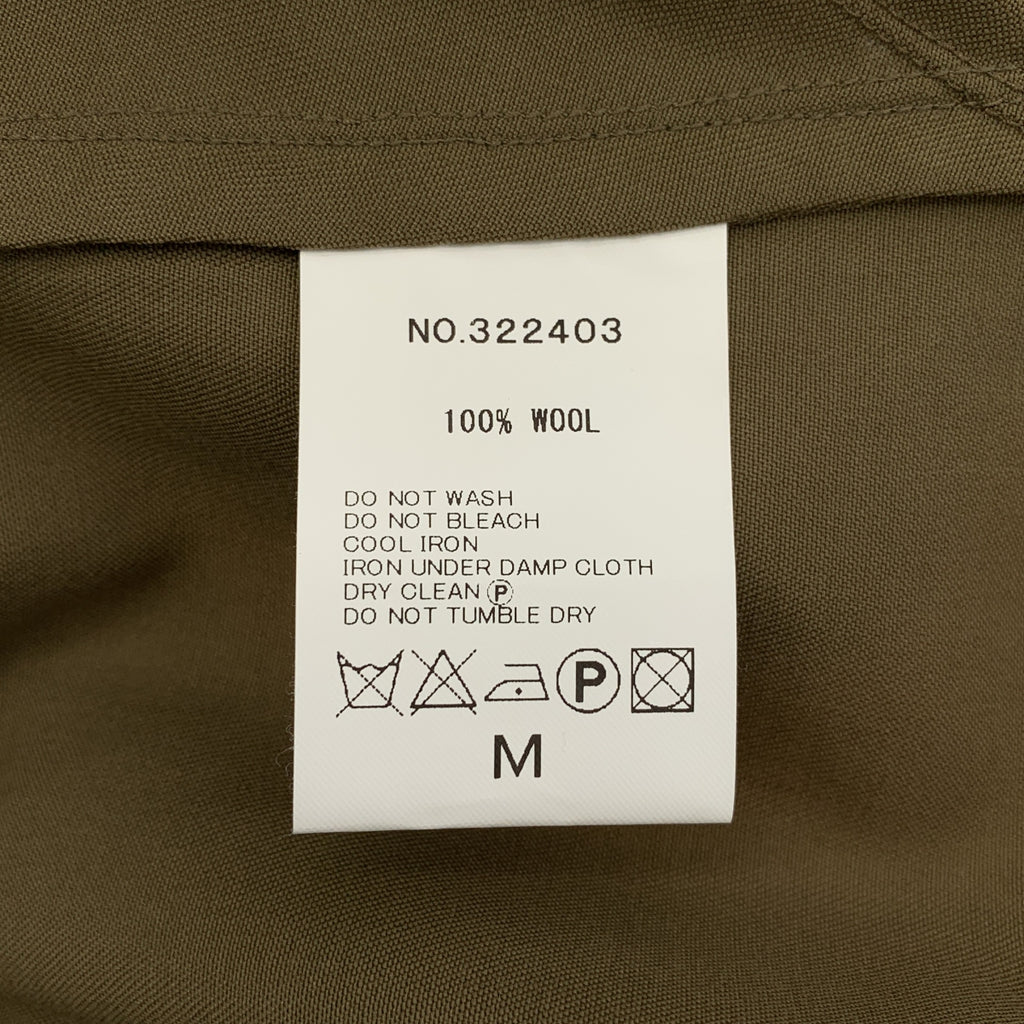 NO.322403
100% WOOL
DO NOT WASH
DO NOT BLEACH
COOL IRON
IRON UNDER DAMP CLOTH
DRY CLEAN Ⓟ
DO NOT TUMBLE DRY
P
M